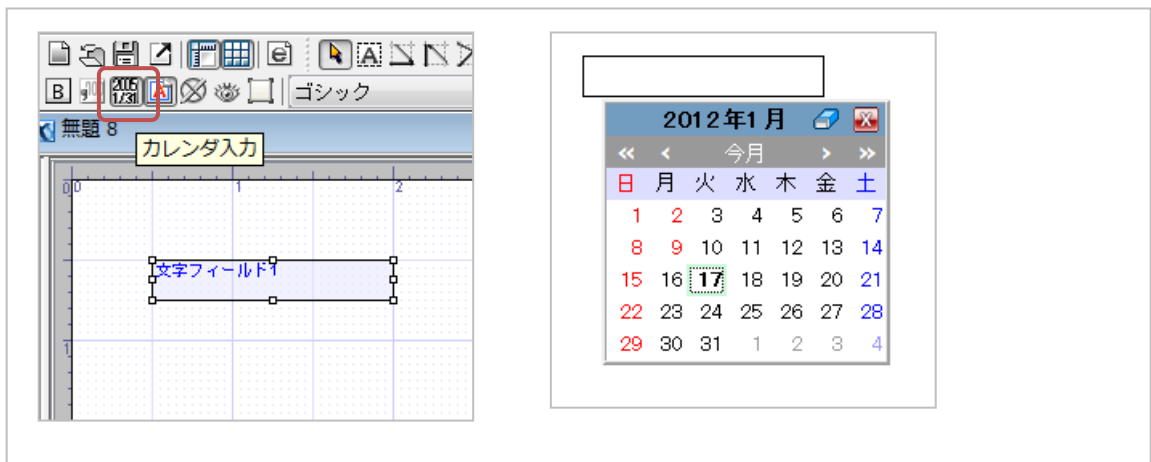 A
B
.00
2005
1/31
A
ゴシック
無題 8
カレンダ入力
0 0 1 2
文字フィールド1
1
2012年1月
« < 今月 > »
日 月 火 水 木 金 土
1 2 3 4 5 6 7
8 9 10 11 12 13 14
15 16 17 18 19 20 21
22 23 24 25 26 27 28
29 30 31 1 2 3 4